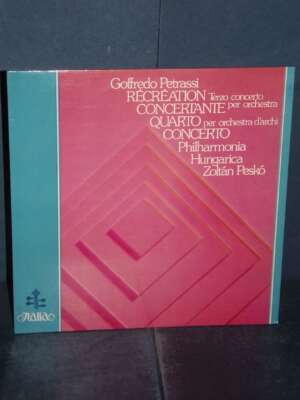 Goffredo Petrassi
RÉCRÉATION Terzo concerto
CONCERTANTE per orchestra
QUARTO per orchestra d'archi
CONCERTO
Philharmonia
Hungarica
Zoltán Peskó
Italia